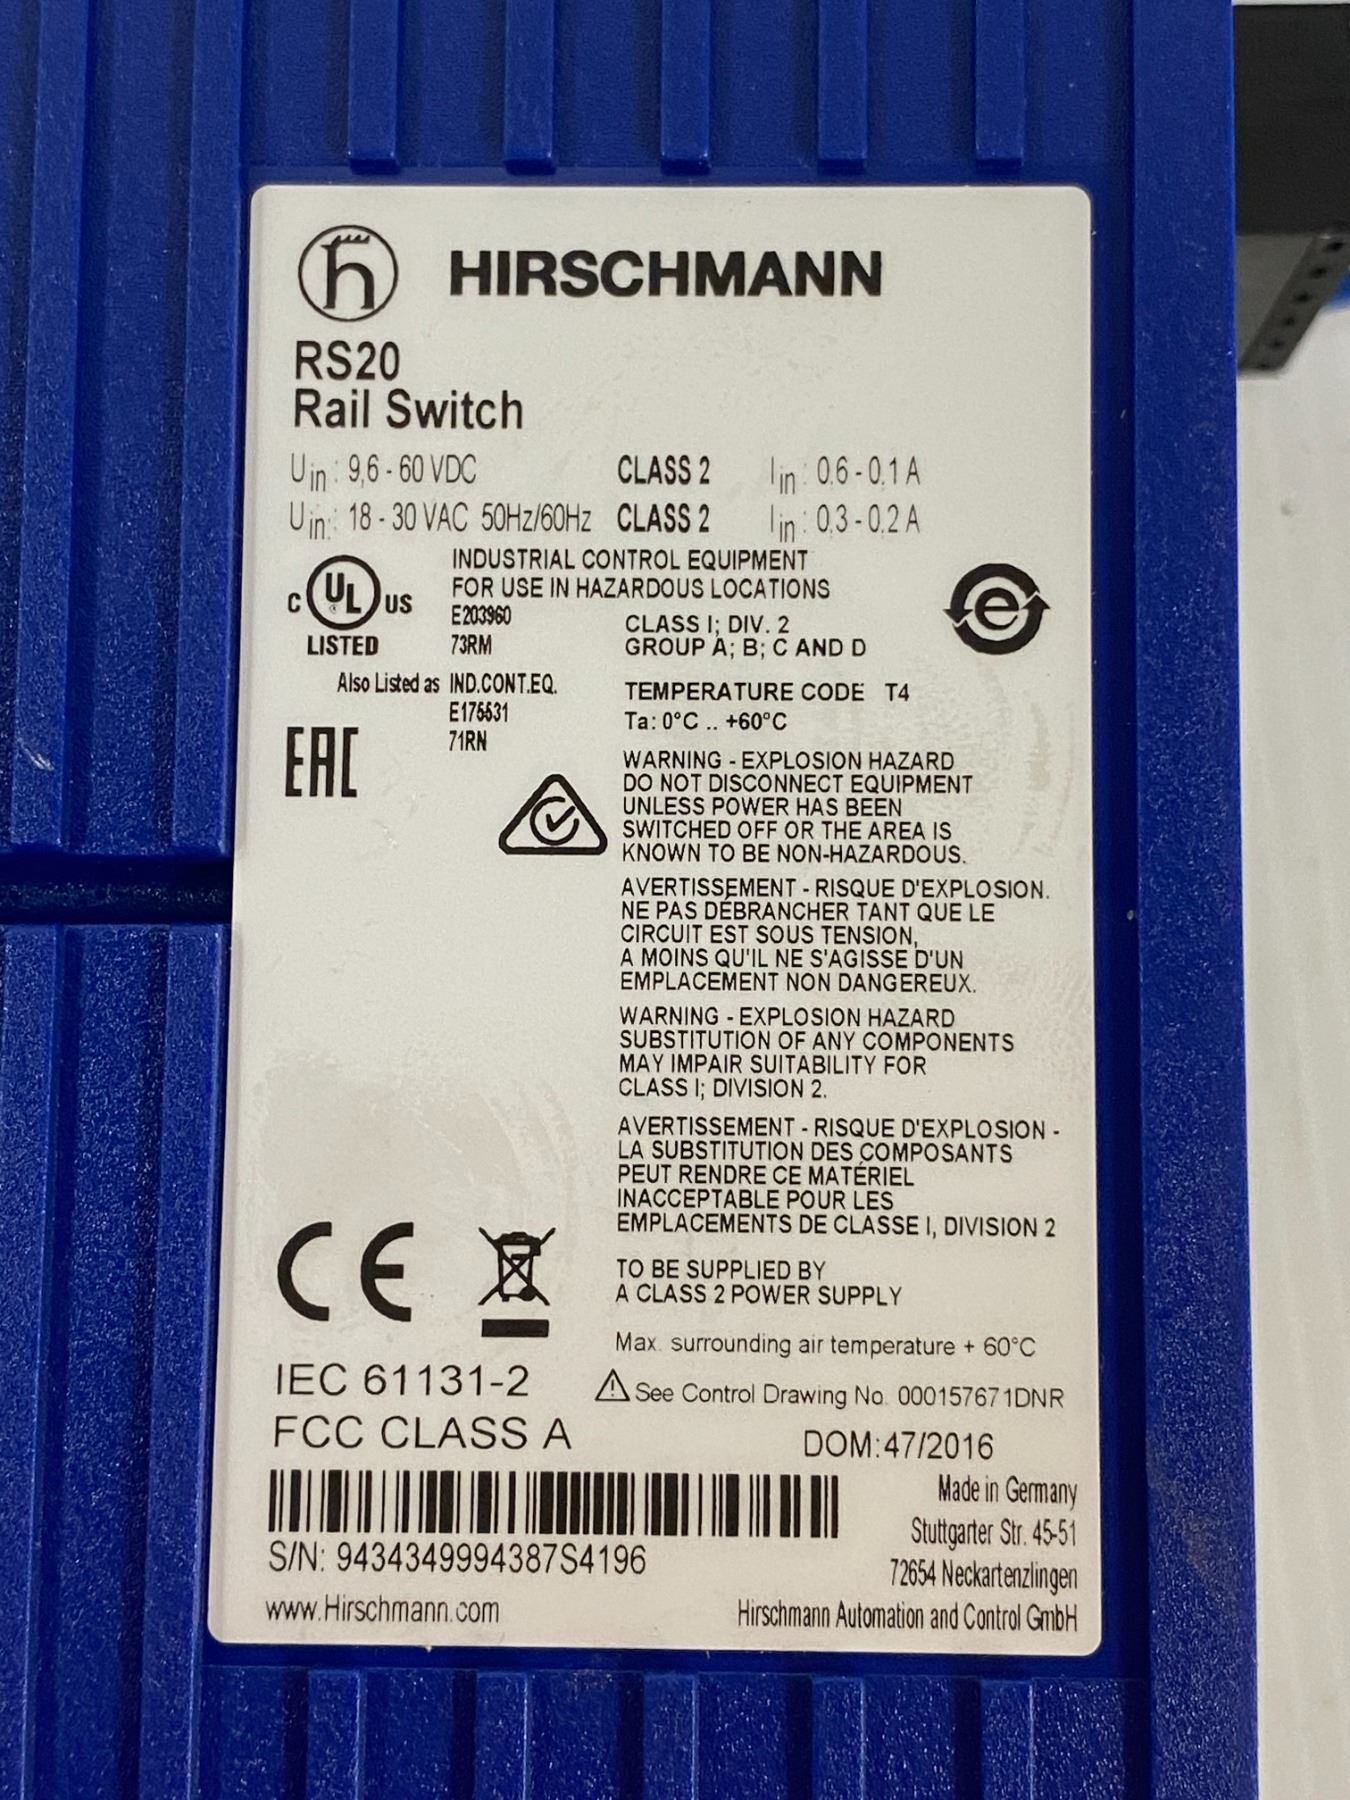 HIRSCHMANN
RS20
Rail Switch
Uin: 9,6 - 60 VDC CLASS 2 Iin: 0,6 - 0,1 A
Uin: 18 - 30 VAC 50Hz/60Hz CLASS 2 Iin: 0,3 - 0,2 A
INDUSTRIAL CONTROL EQUIPMENT
FOR USE IN HAZARDOUS LOCATIONS
C UL US
LISTED
E203960
73RM
CLASS I; DIV. 2
GROUP A; B; C AND D
e
Also Listed as IND.CONT.EQ.
E175531
71RN
TEMPERATURE CODE T4
Ta: 0°C .. +60°C
EAC
WARNING - EXPLOSION HAZARD
DO NOT DISCONNECT EQUIPMENT
UNLESS POWER HAS BEEN
SWITCHED OFF OR THE AREA IS
KNOWN TO BE NON-HAZARDOUS.
AVERTISSEMENT - RISQUE D'EXPLOSION.
NE PAS DÉBRANCHER TANT QUE LE
CIRCUIT EST SOUS TENSION,
A MOINS QU'IL NE S'AGISSE D'UN
EMPLACEMENT NON DANGEREUX.
WARNING - EXPLOSION HAZARD
SUBSTITUTION OF ANY COMPONENTS
MAY IMPAIR SUITABILITY FOR
CLASS I; DIVISION 2.
AVERTISSEMENT - RISQUE D'EXPLOSION -
LA SUBSTITUTION DES COMPOSANTS
PEUT RENDRE CE MATÉRIEL
INACCEPTABLE POUR LES
EMPLACEMENTS DE CLASSE I, DIVISION 2
CE
TO BE SUPPLIED BY
A CLASS 2 POWER SUPPLY
Max. surrounding air temperature + 60°C
IEC 61131-2
See Control Drawing No. 000157671DNR
FCC CLASS A
DOM:47/2016
S/N: 9434349994387S4196
www.Hirschmann.com
Made in Germany
Stuttgarter Str. 45-51
72654 Neckartenzlingen
Hirschmann Automation and Control GmbH